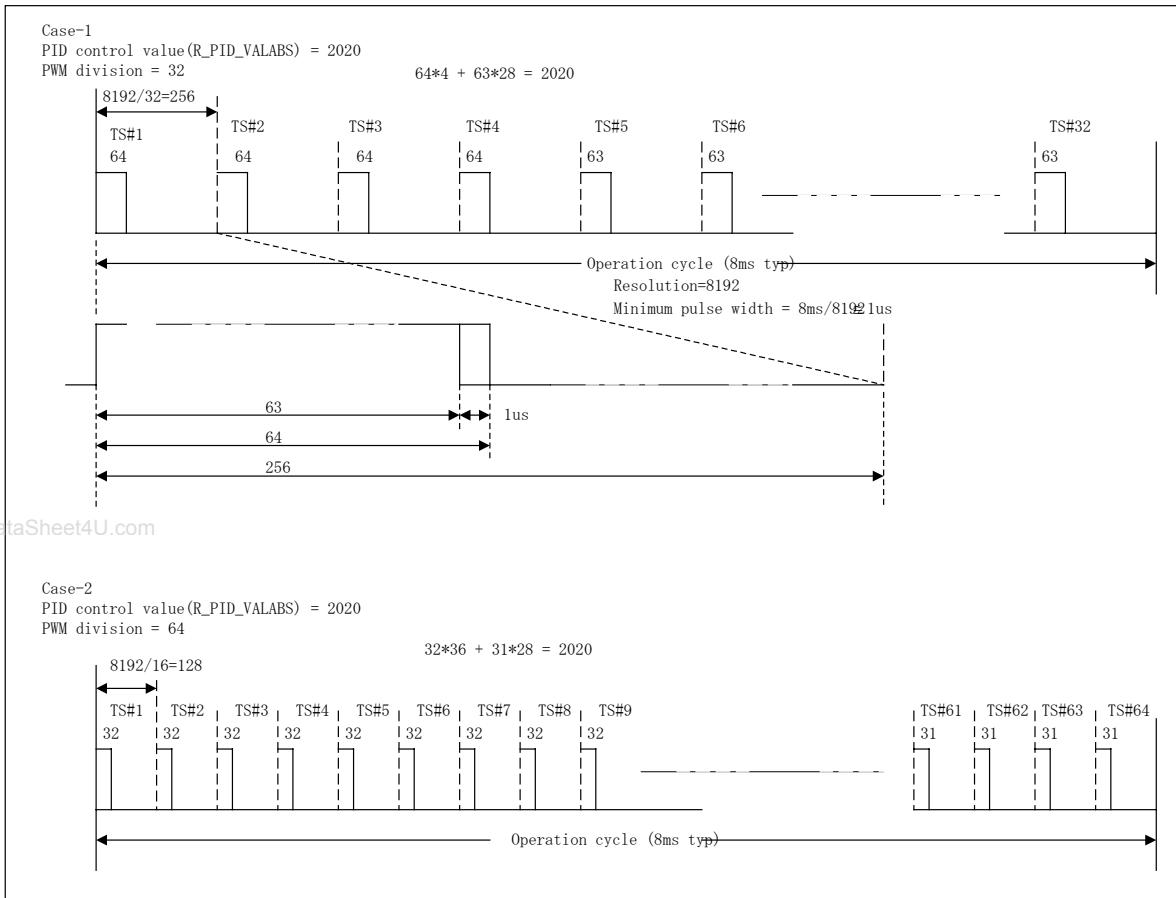 Case-1
PID control value(R_PID_VALABS) = 2020
PWM division = 32
64*4 + 63*28 = 2020
8192/32=256
TS#1 TS#2 TS#3 TS#4 TS#5 TS#6 TS#32
64 64 64 64 63 63 63
Operation cycle (8ms typ)
Resolution=8192
Minimum pulse width = 8ms/8192≒1us
63
1us
64
256
etaSheet4U.com
Case-2
PID control value(R_PID_VALABS) = 2020
PWM division = 64
32*36 + 31*28 = 2020
8192/16=128
TS#1 TS#2 TS#3 TS#4 TS#5 TS#6 TS#7 TS#8 TS#9 TS#61 TS#62 TS#63 TS#64
32 32 32 32 32 32 32 32 32 31 31 31 31
Operation cycle (8ms typ)